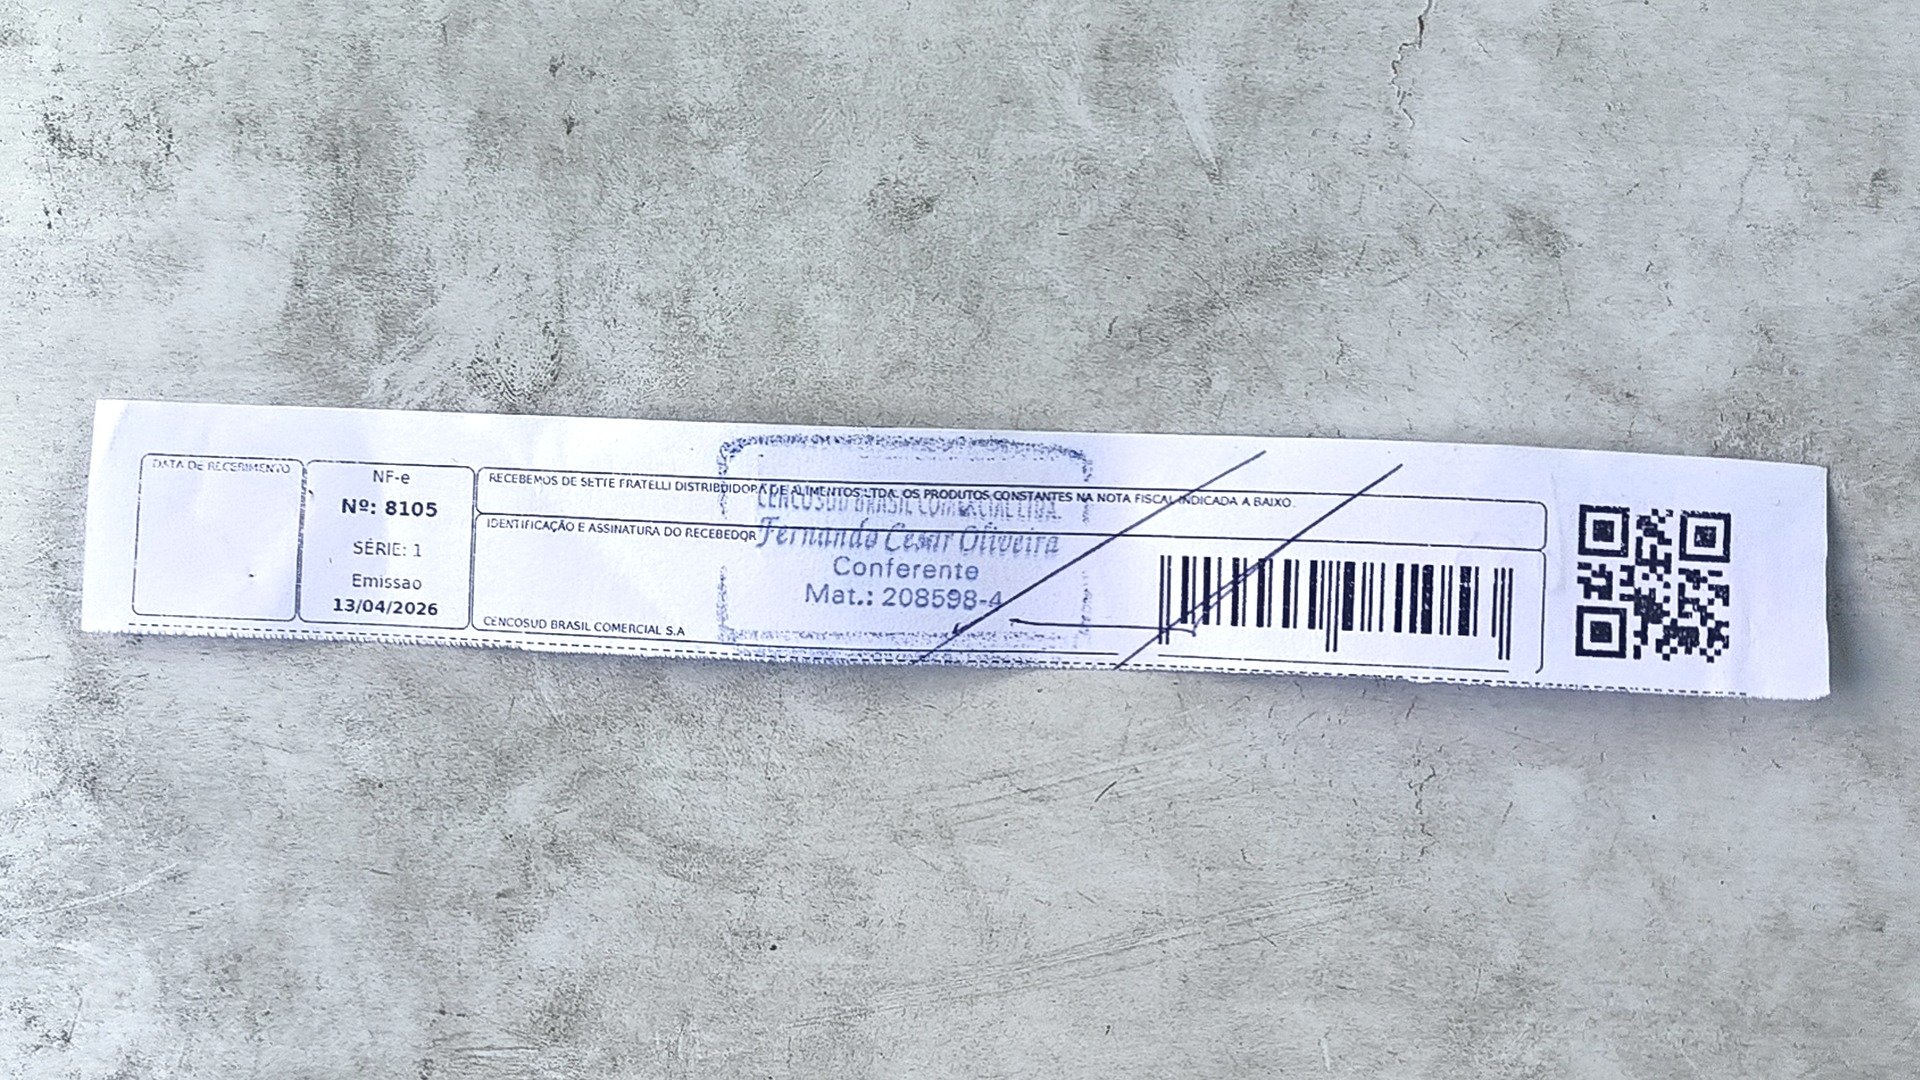 DATA DE RECEBIMENTO
NF-e
Nº: 8105
SÉRIE: 1
Emissao
13/04/2026
RECEBEMOS DE SETTE FRATELLI DISTRIBUIDORA DE ALIMENTOS LTDA. OS PRODUTOS CONSTANTES NA NOTA FISCAL INDICADA A BAIXO.
IDENTIFICAÇÃO E ASSINATURA DO RECEBEDOR
CENCOSUD BRASIL COMERCIAL S.A
CENCOSUD BRASIL COMERCIAL LTDA.
Fernando Cesar Oliveira
Conferente
Mat.: 208598-4